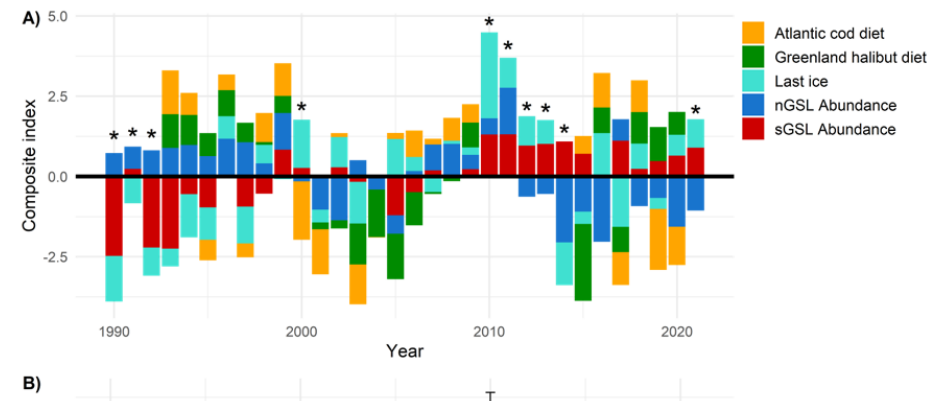 A)
5.0
2.5
0.0
-2.5
Composite index
* * * * * * * * * *
1990 2000 2010 2020
Year
Atlantic cod diet
Greenland halibut diet
Last ice
nGSL Abundance
sGSL Abundance
B)